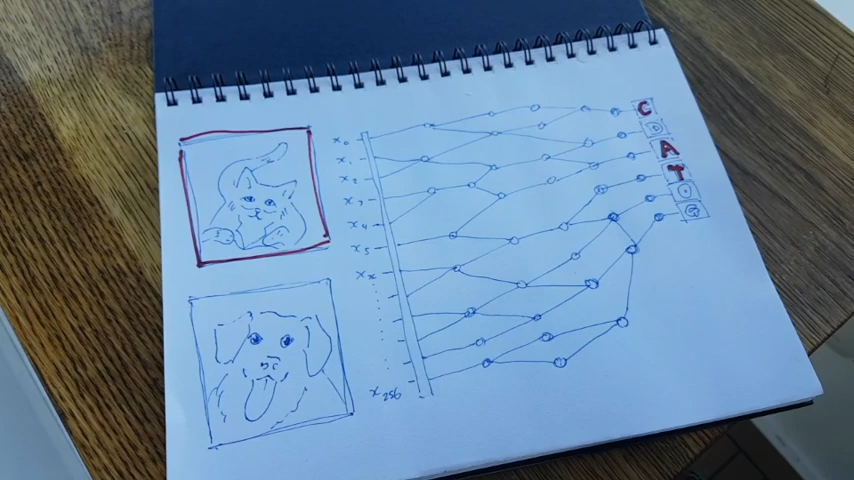 x₀
x₁
x₂
x₃
x₄
x₅
xₓ
x₂₅₆
C
D
A
T
O
G